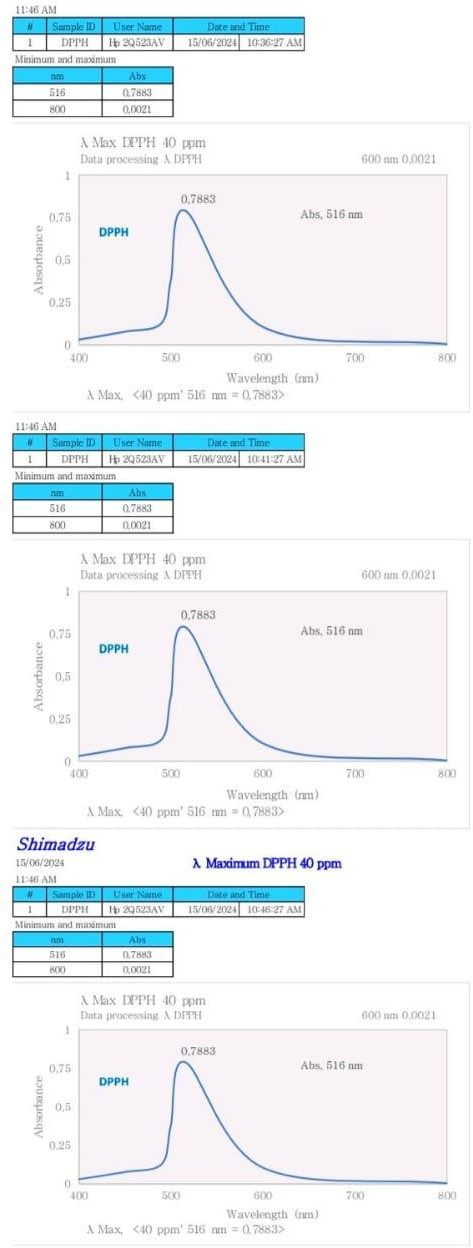 11:46 AM
# Sample ID User Name Date and Time
1 DPPH Hp 2Q523AV 15/06/2024 10:36:27 AM
Minimum and maximum
nm Abs
516 0,7883
800 0,0021
λ Max DPPH 40 ppm
Data processing λ DPPH 600 nm 0,0021
1
0,7883
Abs, 516 nm
0,75
DPPH
0,5
Absorbance
0,25
0
400 500 600 700 800
Wavelength (nm)
λ Max, <40 ppm' 516 nm = 0,7883>
11:46 AM
# Sample ID User Name Date and Time
1 DPPH Hp 2Q523AV 15/06/2024 10:41:27 AM
Minimum and maximum
nm Abs
516 0,7883
800 0,0021
λ Max DPPH 40 ppm
Data processing λ DPPH 600 nm 0,0021
1
0,7883
Abs, 516 nm
0,75
DPPH
0,5
Absorbance
0,25
0
400 500 600 700 800
Wavelength (nm)
λ Max, <40 ppm' 516 nm = 0,7883>
Shimadzu
15/06/2024 λ Maximum DPPH 40 ppm
11:46 AM
# Sample ID User Name Date and Time
1 DPPH Hp 2Q523AV 15/06/2024 10:46:27 AM
Minimum and maximum
nm Abs
516 0,7883
800 0,0021
λ Max DPPH 40 ppm
Data processing λ DPPH 600 nm 0,0021
1
0,7883
Abs, 516 nm
0,75
DPPH
0,5
Absorbance
0,25
0
400 500 600 700 800
Wavelength (nm)
λ Max, <40 ppm' 516 nm = 0,7883>